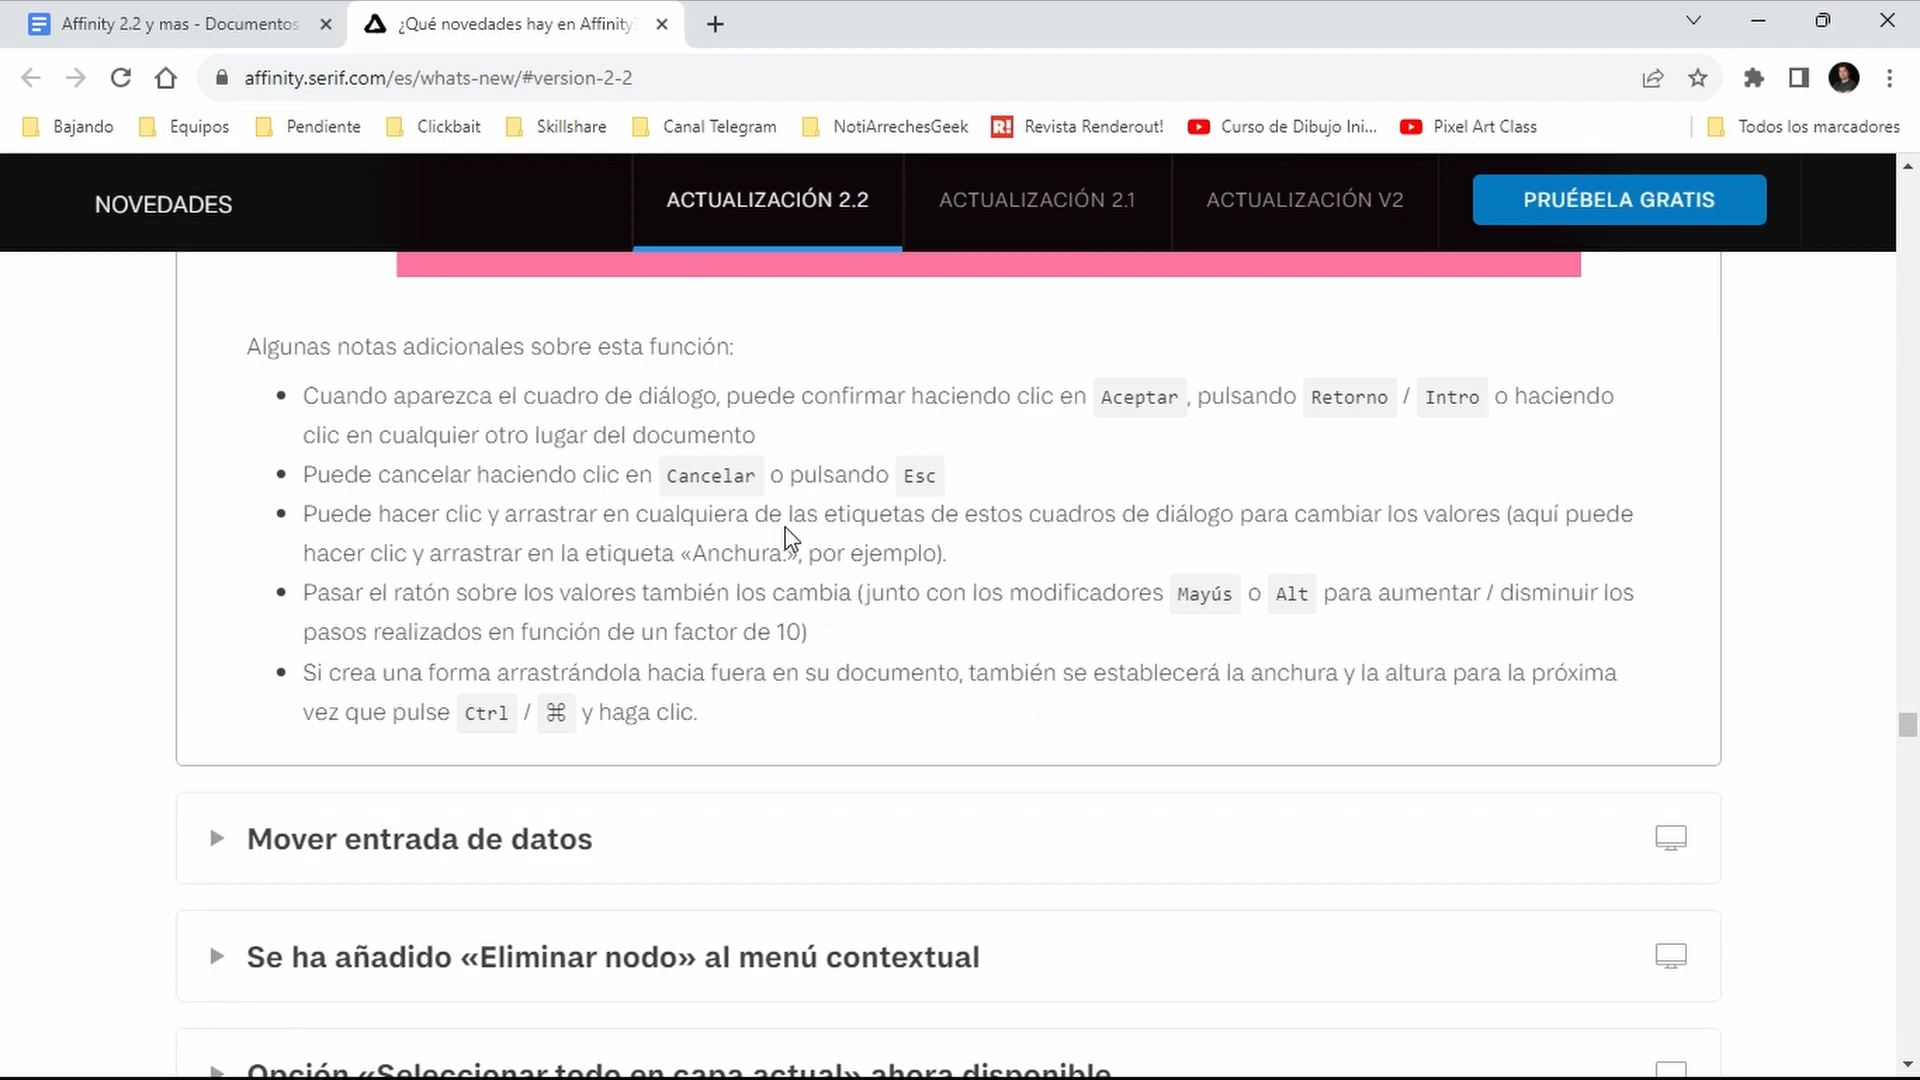 Affinity 2.2 y mas - Documentos
¿Qué novedades hay en Affinity
affinity.serif.com/es/whats-new/#version-2-2
Bajando
Equipos
Pendiente
Clickbait
Skillshare
Canal Telegram
NotiArrechesGeek
R!
Revista Renderout!
Curso de Dibujo Ini...
Pixel Art Class
Todos los marcadores
NOVEDADES
ACTUALIZACIÓN 2.2
ACTUALIZACIÓN 2.1
ACTUALIZACIÓN V2
PRUÉBELA GRATIS
Algunas notas adicionales sobre esta función:
Cuando aparezca el cuadro de diálogo, puede confirmar haciendo clic en Aceptar, pulsando Retorno / Intro o haciendo
clic en cualquier otro lugar del documento
Puede cancelar haciendo clic en Cancelar o pulsando Esc
Puede hacer clic y arrastrar en cualquiera de las etiquetas de estos cuadros de diálogo para cambiar los valores (aquí puede
hacer clic y arrastrar en la etiqueta «Anchura:», por ejemplo).
Pasar el ratón sobre los valores también los cambia (junto con los modificadores Mayús o Alt para aumentar / disminuir los
pasos realizados en función de un factor de 10)
Si crea una forma arrastrándola hacia fuera en su documento, también se establecerá la anchura y la altura para la próxima
vez que pulse Ctrl / ⌘ y haga clic.
Mover entrada de datos
Se ha añadido «Eliminar nodo» al menú contextual
Opción «Seleccionar todo en capa actual» ahora disponible